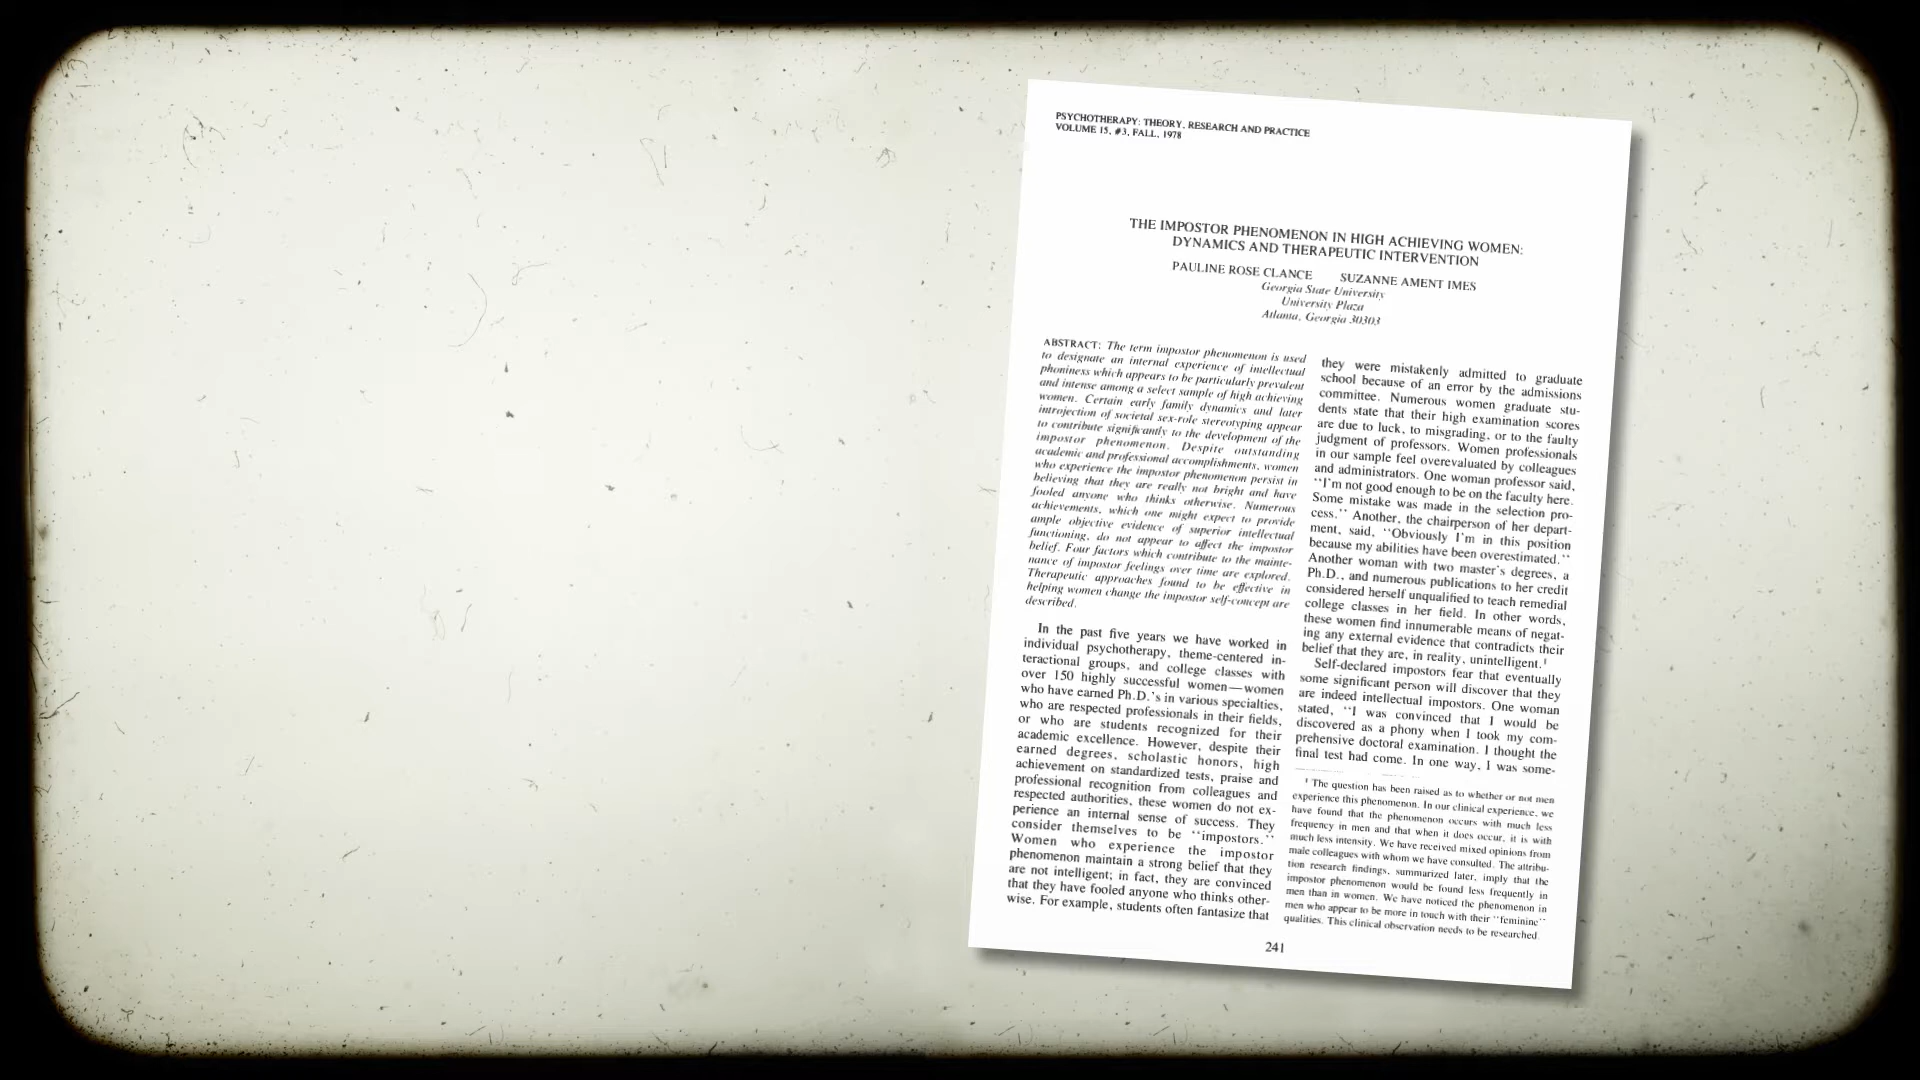 PSYCHOTHERAPY: THEORY, RESEARCH AND PRACTICE
VOLUME 15, #3, FALL, 1978
THE IMPOSTOR PHENOMENON IN HIGH ACHIEVING WOMEN:
DYNAMICS AND THERAPEUTIC INTERVENTION
PAULINE ROSE CLANCE SUZANNE AMENT IMES
Georgia State University
University Plaza
Atlanta, Georgia 30303
ABSTRACT: The term impostor phenomenon is used
to designate an internal experience of intellectual
phoniness which appears to be particularly prevalent
and intense among a select sample of high achieving
women. Certain early family dynamics and later
introjection of societal sex-role stereotyping appear
to contribute significantly to the development of the
impostor phenomenon. Despite outstanding
academic and professional accomplishments, women
who experience the impostor phenomenon persist in
believing that they are really not bright and have
fooled anyone who thinks otherwise. Numerous
achievements, which one might expect to provide
ample objective evidence of superior intellectual
functioning, do not appear to affect the impostor
belief. Four factors which contribute to the mainte-
nance of impostor feelings over time are explored.
Therapeutic approaches found to be effective in
helping women change the impostor self-concept are
described.
In the past five years we have worked in
individual psychotherapy, theme-centered in-
teractional groups, and college classes with
over 150 highly successful women—women
who have earned Ph.D.'s in various specialties,
who are respected professionals in their fields,
or who are students recognized for their
academic excellence. However, despite their
earned degrees, scholastic honors, high
achievement on standardized tests, praise and
professional recognition from colleagues and
respected authorities, these women do not ex-
perience an internal sense of success. They
consider themselves to be ‘‘impostors.’’
Women who experience the impostor
phenomenon maintain a strong belief that they
are not intelligent; in fact, they are convinced
that they have fooled anyone who thinks other-
wise. For example, students often fantasize that
they were mistakenly admitted to graduate
school because of an error by the admissions
committee. Numerous women graduate stu-
dents state that their high examination scores
are due to luck, to misgrading, or to the faulty
judgment of professors. Women professionals
in our sample feel overevaluated by colleagues
and administrators. One woman professor said,
‘‘I'm not good enough to be on the faculty here.
Some mistake was made in the selection pro-
cess.’’ Another, the chairperson of her depart-
ment, said, ‘‘Obviously I'm in this position
because my abilities have been overestimated.’’
Another woman with two master's degrees, a
Ph.D., and numerous publications to her credit
considered herself unqualified to teach remedial
college classes in her field. In other words,
these women find innumerable means of negat-
ing any external evidence that contradicts their
belief that they are, in reality, unintelligent.¹
Self-declared impostors fear that eventually
some significant person will discover that they
are indeed intellectual impostors. One woman
stated, ‘‘I was convinced that I would be
discovered as a phony when I took my com-
prehensive doctoral examination. I thought the
final test had come. In one way, I was some-
¹ The question has been raised as to whether or not men
experience this phenomenon. In our clinical experience, we
have found that the phenomenon occurs with much less
frequency in men and that when it does occur, it is with
much less intensity. We have received mixed opinions from
male colleagues with whom we have consulted. The attribu-
tion research findings, summarized later, imply that the
impostor phenomenon would be found less frequently in
men than in women. We have noticed the phenomenon in
men who appear to be more in touch with their ‘‘feminine’’
qualities. This clinical observation needs to be researched.
241